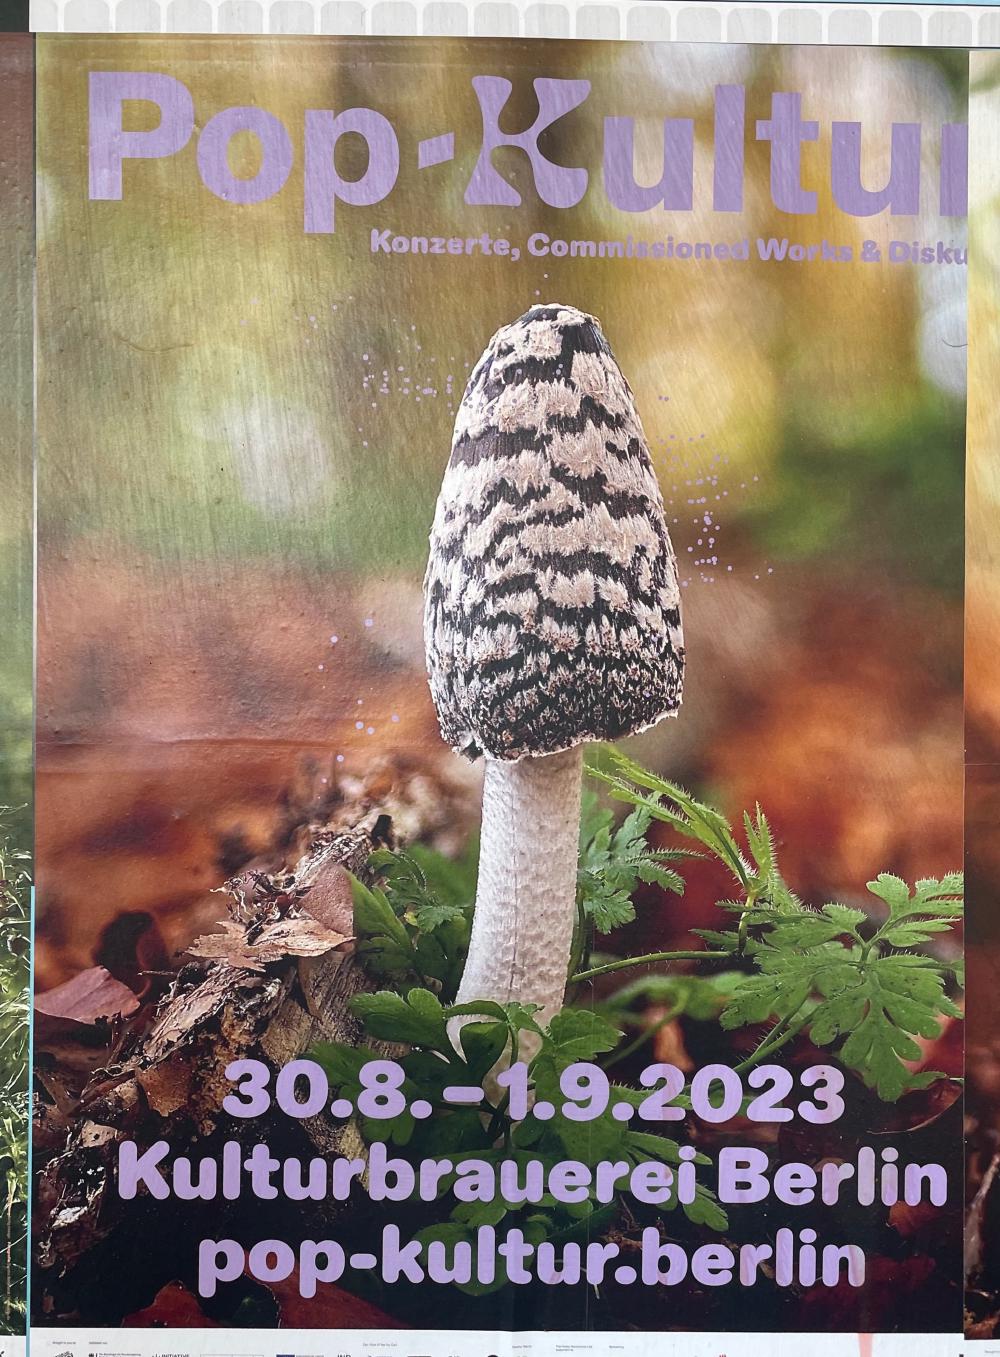 Pop-Kultur
Konzerte, Commissioned Works & Disku
30.8.–1.9.2023
Kulturbrauerei Berlin
pop-kultur.berlin